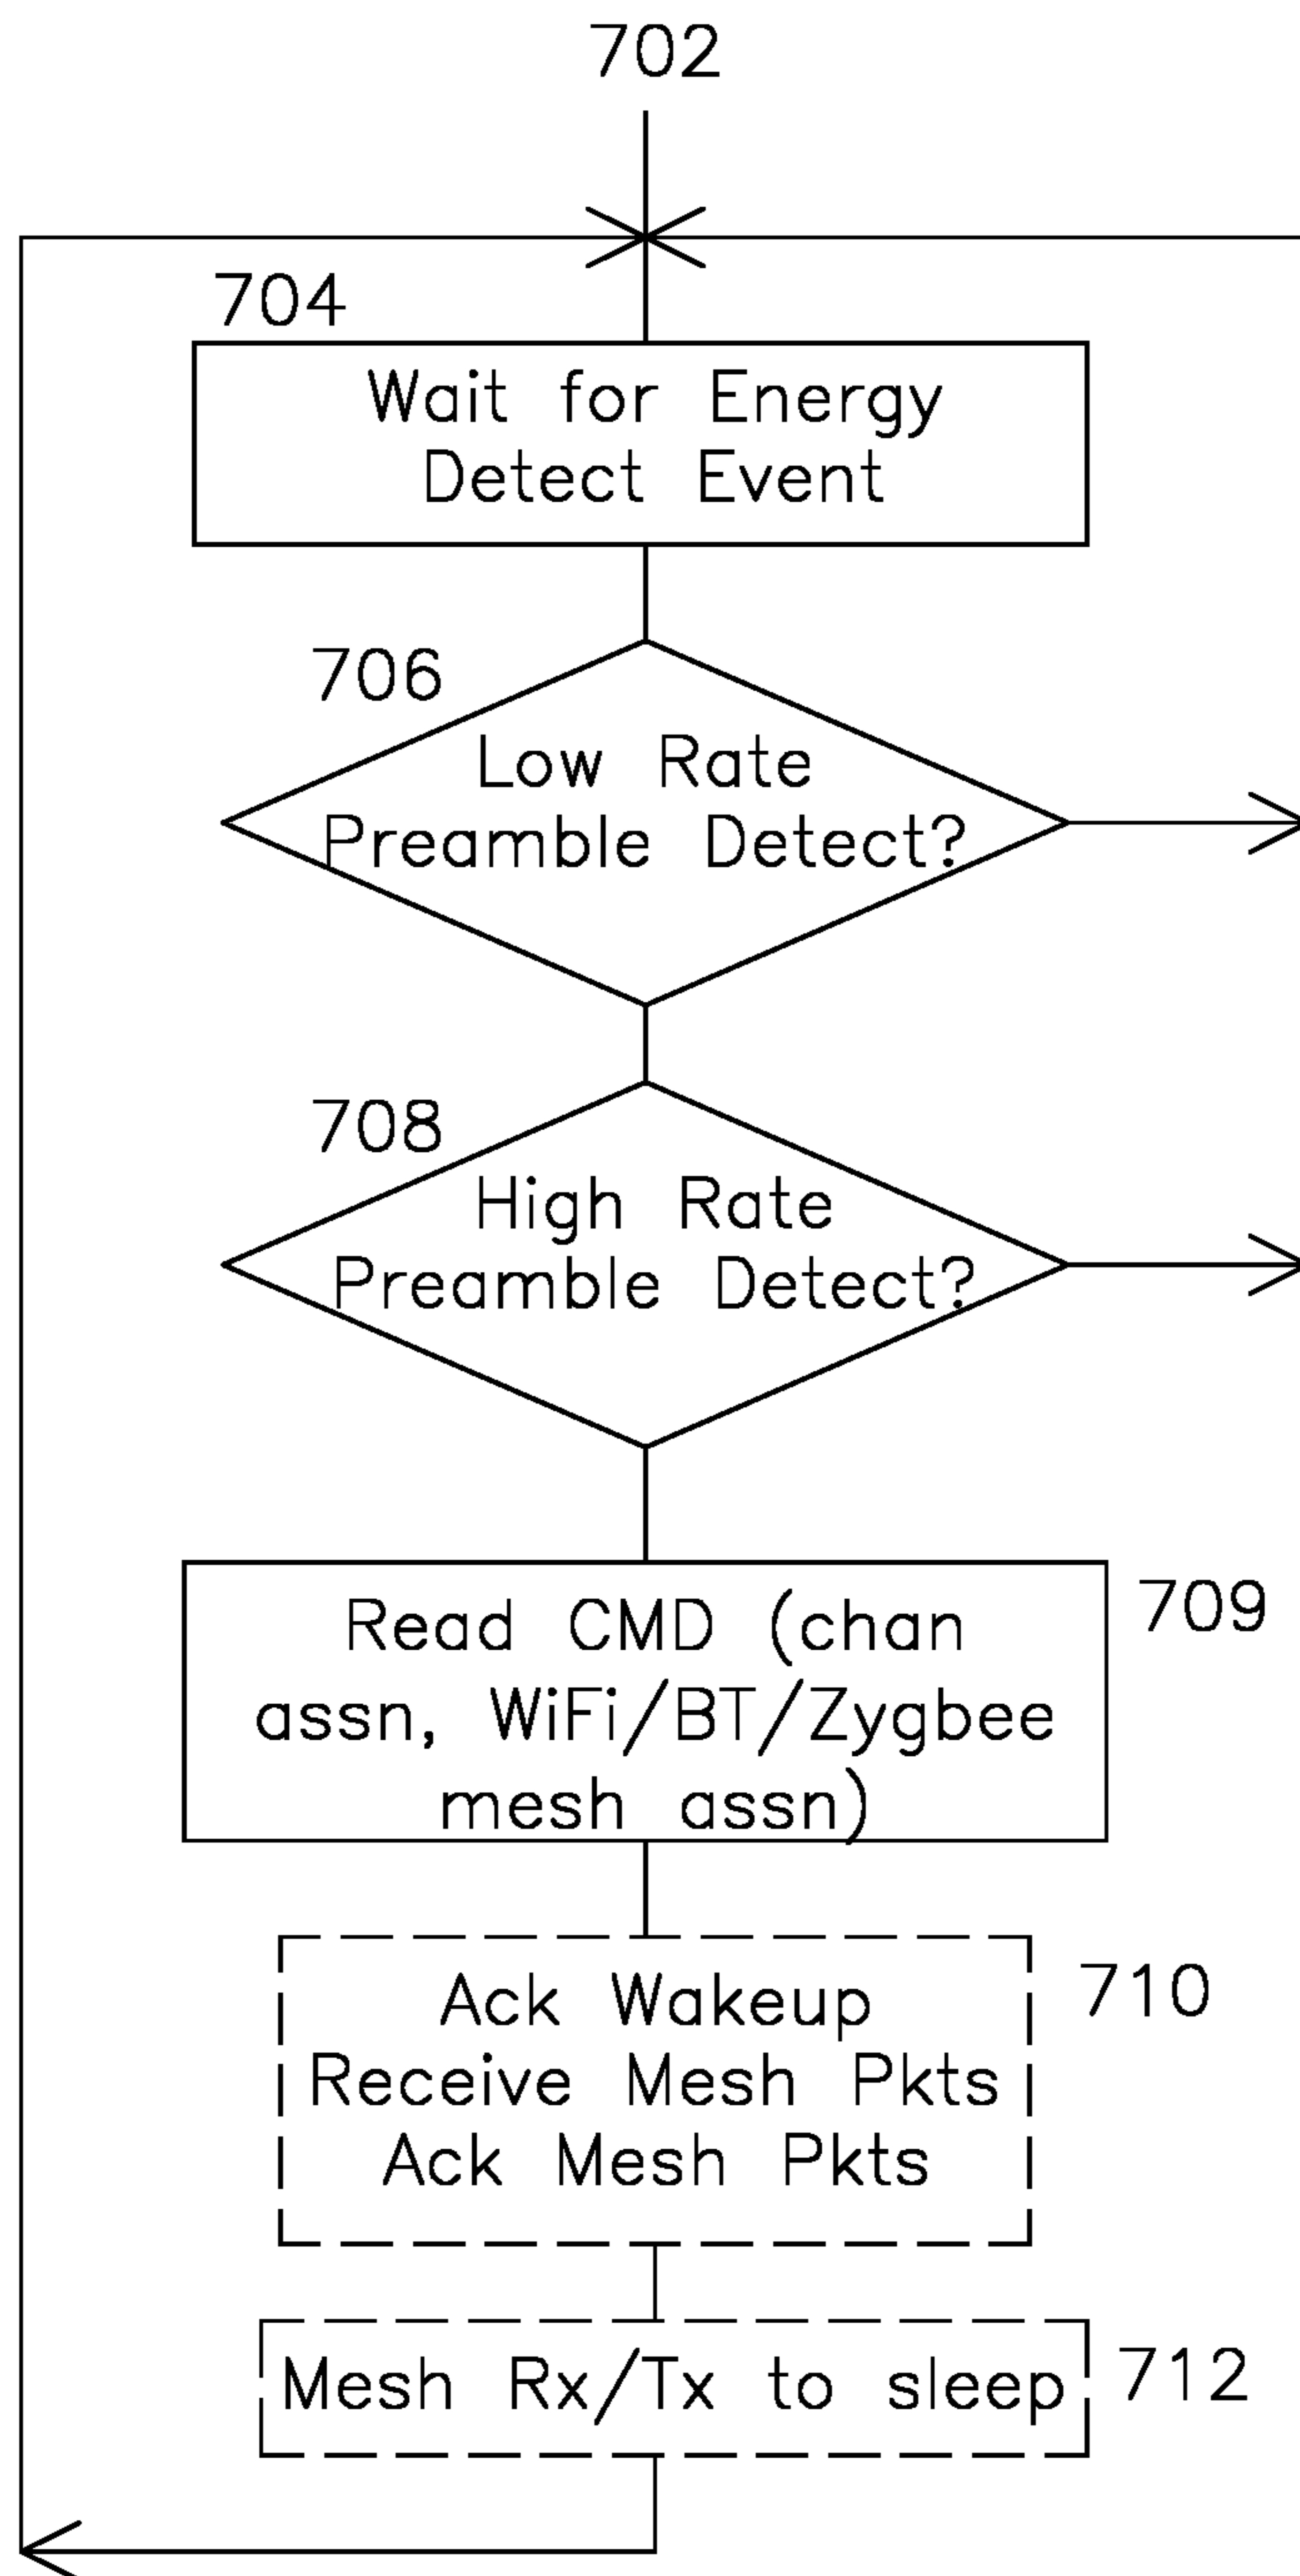 702
704
Wait for Energy
Detect Event
706
Low Rate
Preamble Detect?
708
High Rate
Preamble Detect?
709
Read CMD (chan
assn, WiFi/BT/Zygbee
mesh assn)
710
Ack Wakeup
Receive Mesh Pkts
Ack Mesh Pkts
712
Mesh Rx/Tx to sleep